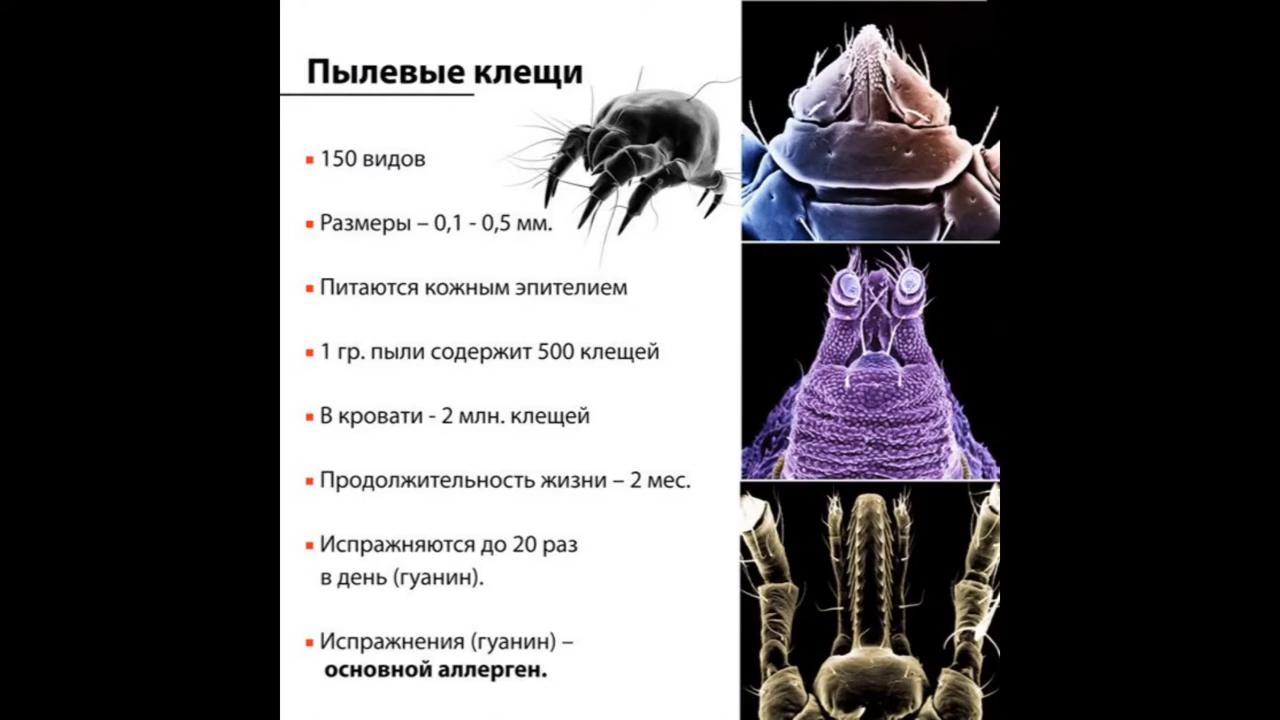 Пылевые клещи
▪ 150 видов
▪ Размеры – 0,1 - 0,5 мм.
▪ Питаются кожным эпителием
▪ 1 гр. пыли содержит 500 клещей
▪ В кровати - 2 млн. клещей
▪ Продолжительность жизни – 2 мес.
▪ Испражняются до 20 раз
в день (гуанин).
▪ Испражнения (гуанин) –
основной аллерген.